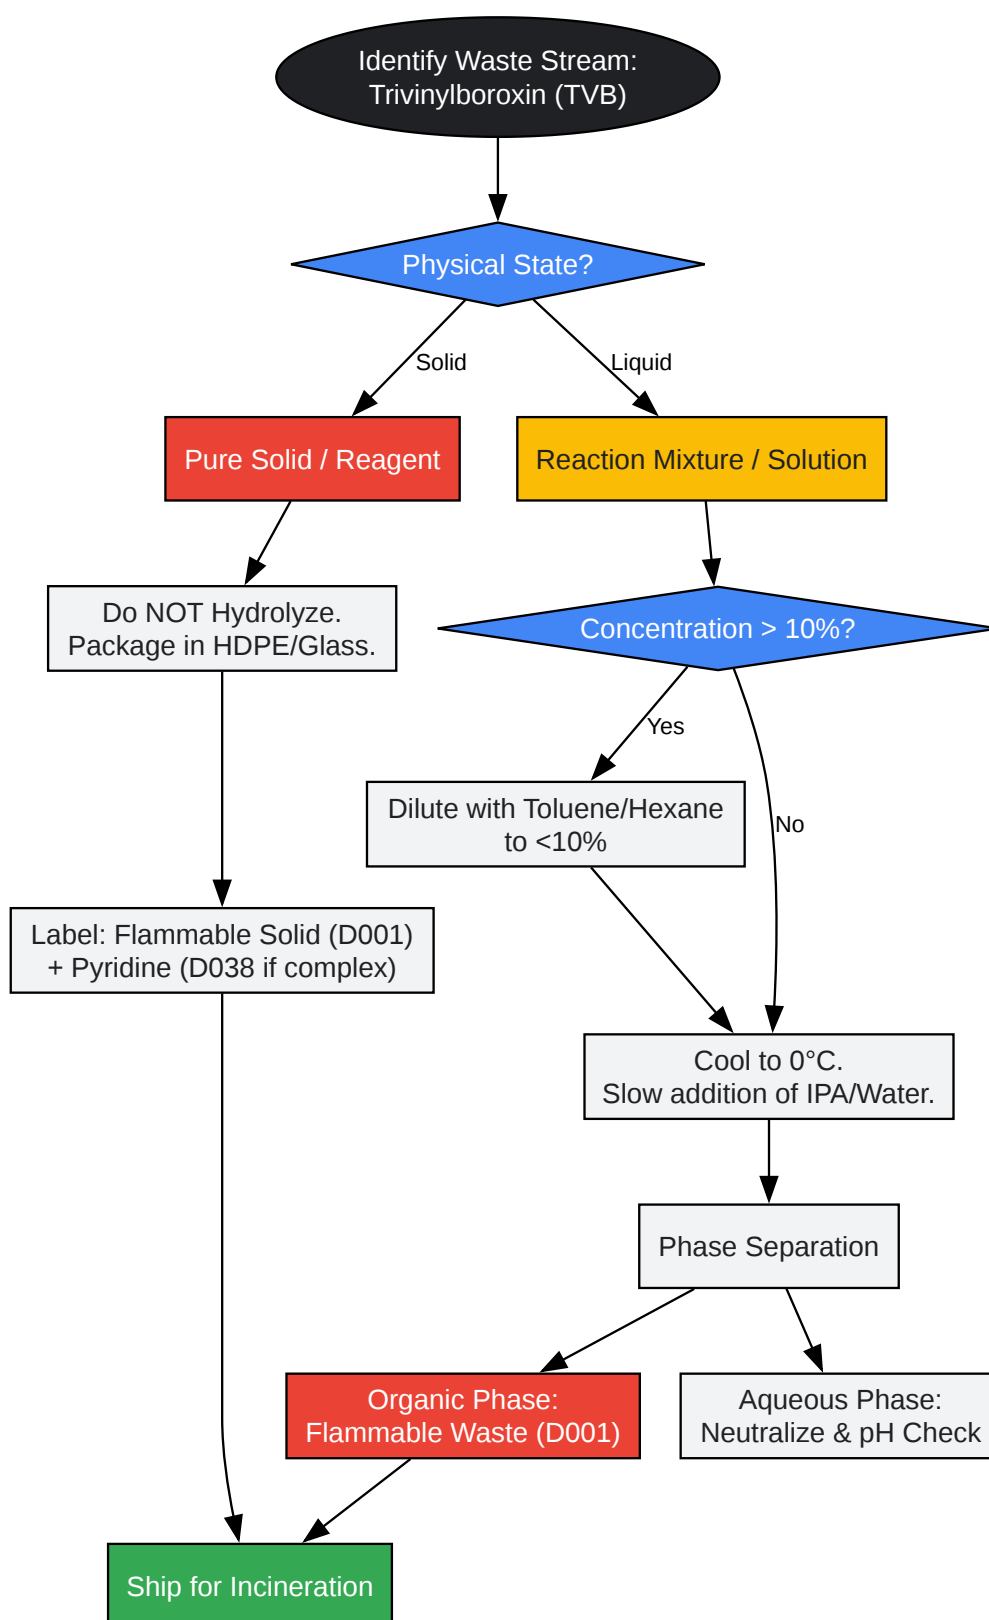 Identify Waste Stream:
Trivinylboroxin (TVB)
Physical State?
Solid
Liquid
Pure Solid / Reagent
Reaction Mixture / Solution
Do NOT Hydrolyze.
Package in HDPE/Glass.
Concentration > 10%?
Yes
Dilute with Toluene/Hexane
to <10%
No
Label: Flammable Solid (D001)
+ Pyridine (D038 if complex)
Cool to 0°C.
Slow addition of IPA/Water.
Phase Separation
Organic Phase:
Flammable Waste (D001)
Aqueous Phase:
Neutralize & pH Check
Ship for Incineration